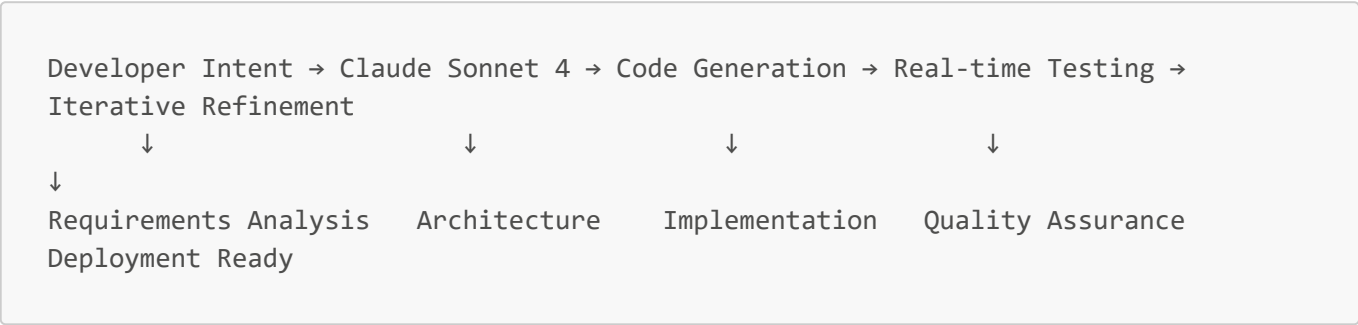 Developer Intent → Claude Sonnet 4 → Code Generation → Real-time Testing →
Iterative Refinement
↓ ↓ ↓ ↓
↓
Requirements Analysis Architecture Implementation Quality Assurance
Deployment Ready